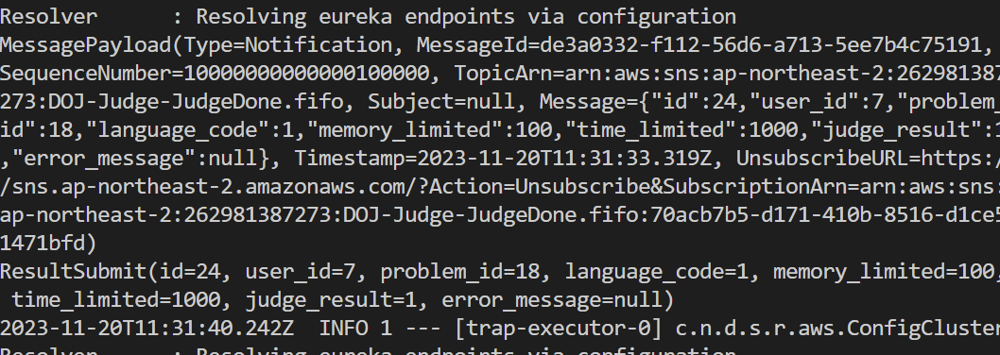 Resolver      : Resolving eureka endpoints via configuration
MessagePayload(Type=Notification, MessageId=de3a0332-f112-56d6-a713-5ee7b4c75191,
SequenceNumber=10000000000000100000, TopicArn=arn:aws:sns:ap-northeast-2:262981387
273:DOJ-Judge-JudgeDone.fifo, Subject=null, Message={"id":24,"user_id":7,"problem_
id":18,"language_code":1,"memory_limited":100,"time_limited":1000,"judge_result":1
,"error_message":null}, Timestamp=2023-11-20T11:31:33.319Z, UnsubscribeURL=https:/
/sns.ap-northeast-2.amazonaws.com/?Action=Unsubscribe&SubscriptionArn=arn:aws:sns:
ap-northeast-2:262981387273:DOJ-Judge-JudgeDone.fifo:70acb7b5-d171-410b-8516-d1ce5
1471bfd)
ResultSubmit(id=24, user_id=7, problem_id=18, language_code=1, memory_limited=100,
 time_limited=1000, judge_result=1, error_message=null)
2023-11-20T11:31:40.242Z  INFO 1 --- [trap-executor-0] c.n.d.s.r.aws.ConfigCluster
Resolver      : Resolving eureka endpoints via configuration